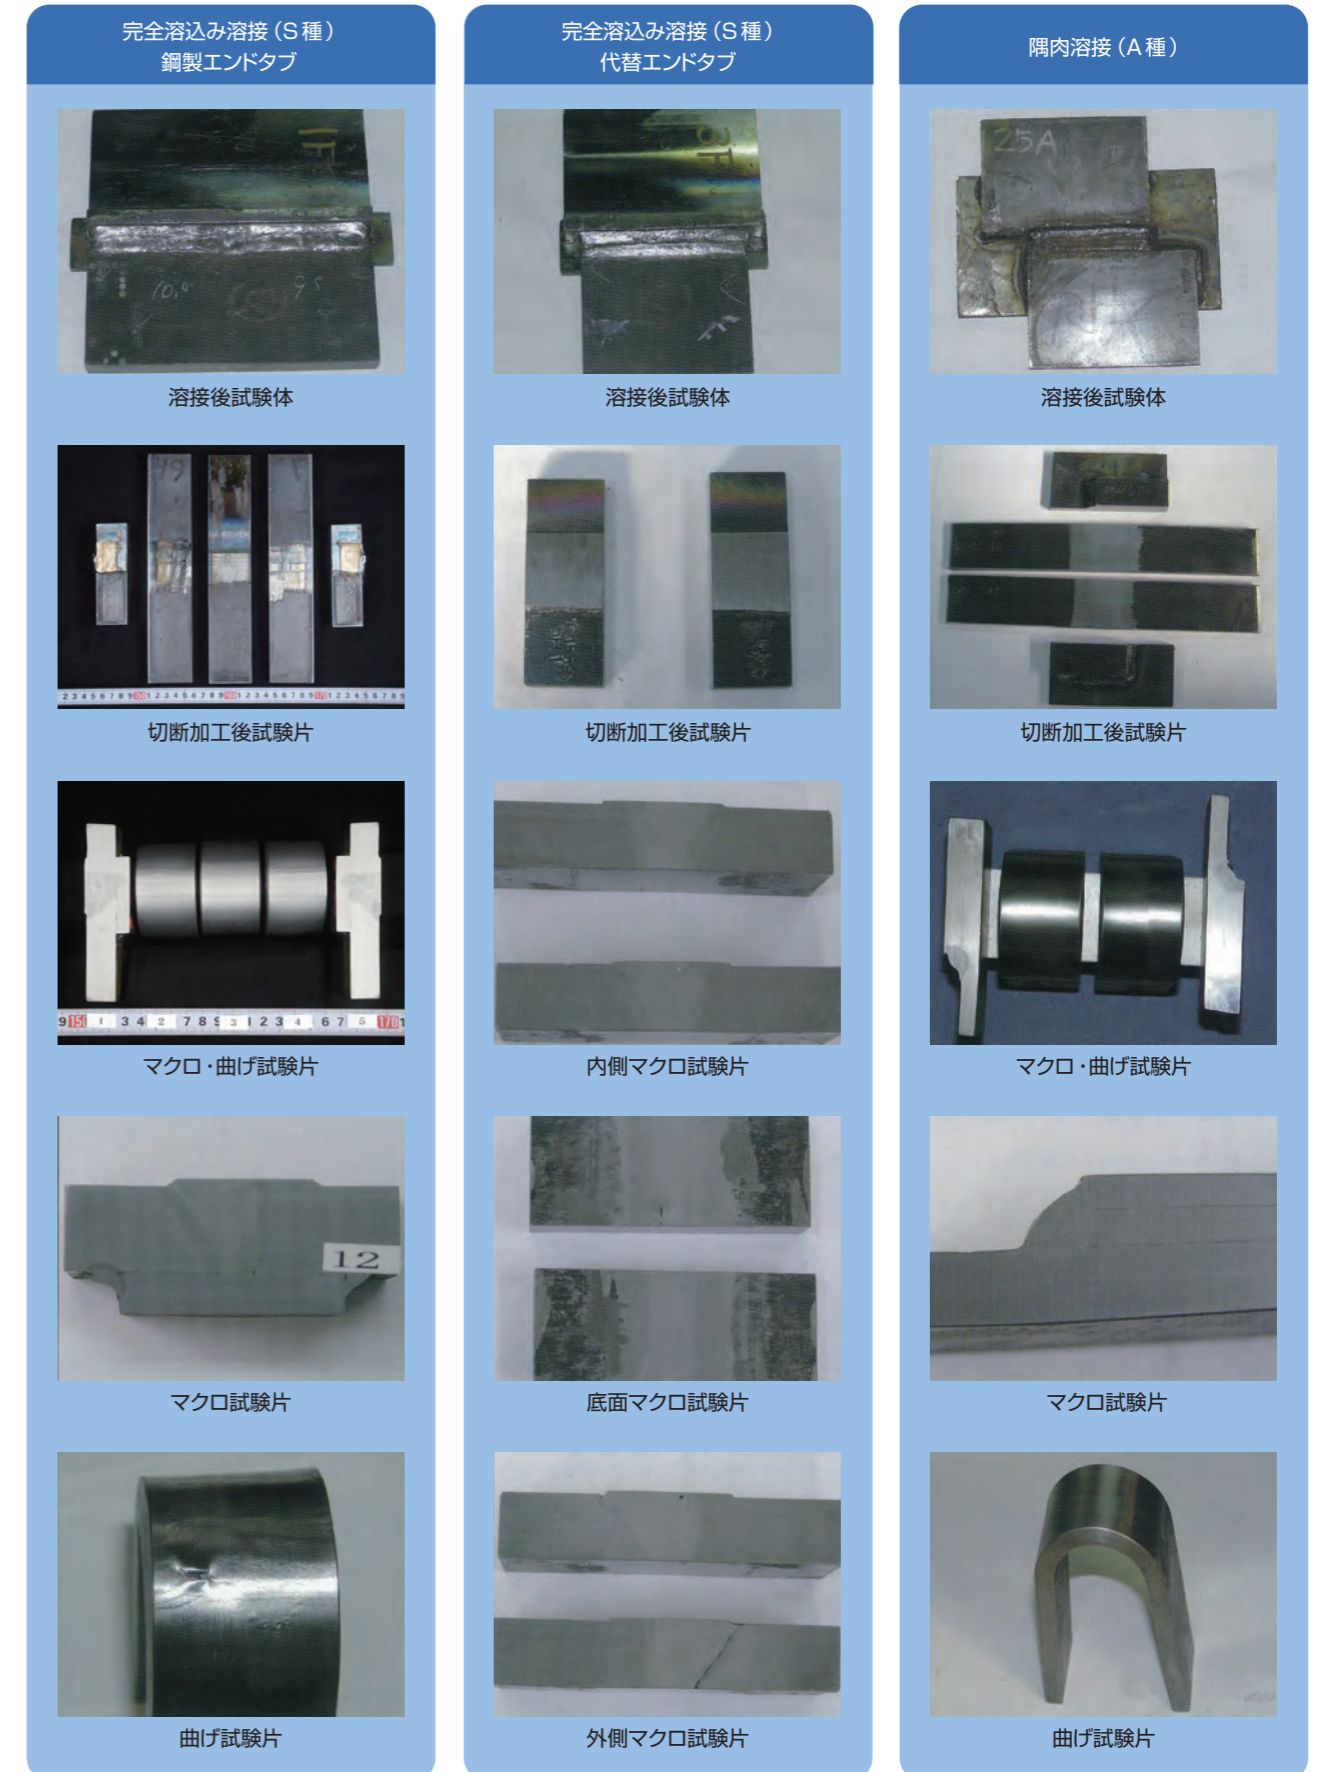 完全溶込み溶接（S種）
鋼製エンドタブ
溶接後試験体
切断加工後試験片
マクロ・曲げ試験片
12
マクロ試験片
曲げ試験片
完全溶込み溶接（S種）
代替エンドタブ
溶接後試験体
切断加工後試験片
内側マクロ試験片
底面マクロ試験片
外側マクロ試験片
隅肉溶接（A種）
25A
溶接後試験体
切断加工後試験片
マクロ・曲げ試験片
マクロ試験片
曲げ試験片